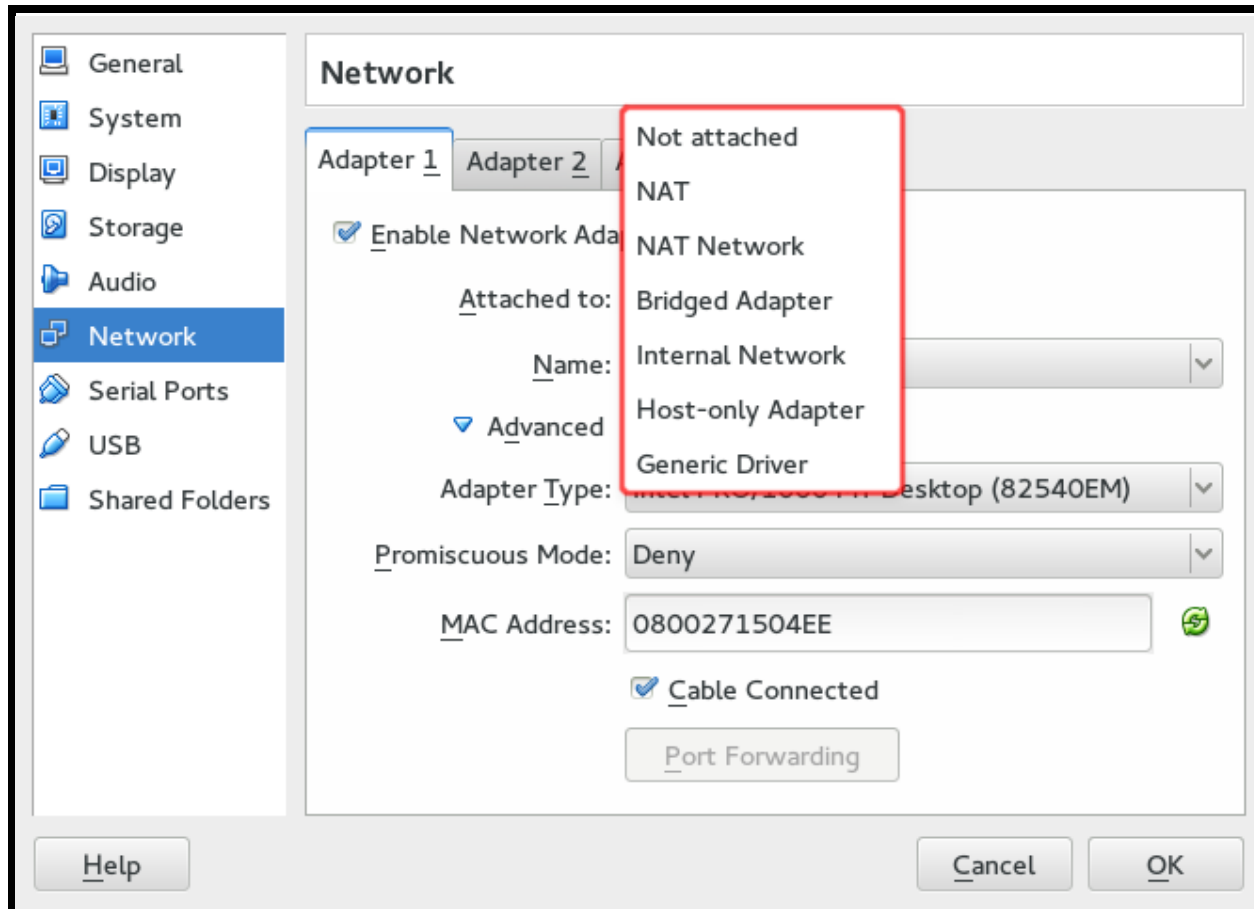 General
System
Display
Storage
Audio
Network
Serial Ports
USB
Shared Folders
Network
Adapter 1
Adapter 2
Enable Network
Attached to:
Not attached
NAT
NAT Network
Bridged Adapter
Internal Network
Host-only Adapter
Generic Driver
Name:
Advanced
Adapter Type: Desktop (82540EM)
Promiscuous Mode: Deny
MAC Address: 0800271504EE
Cable Connected
Port Forwarding
Help
Cancel
OK